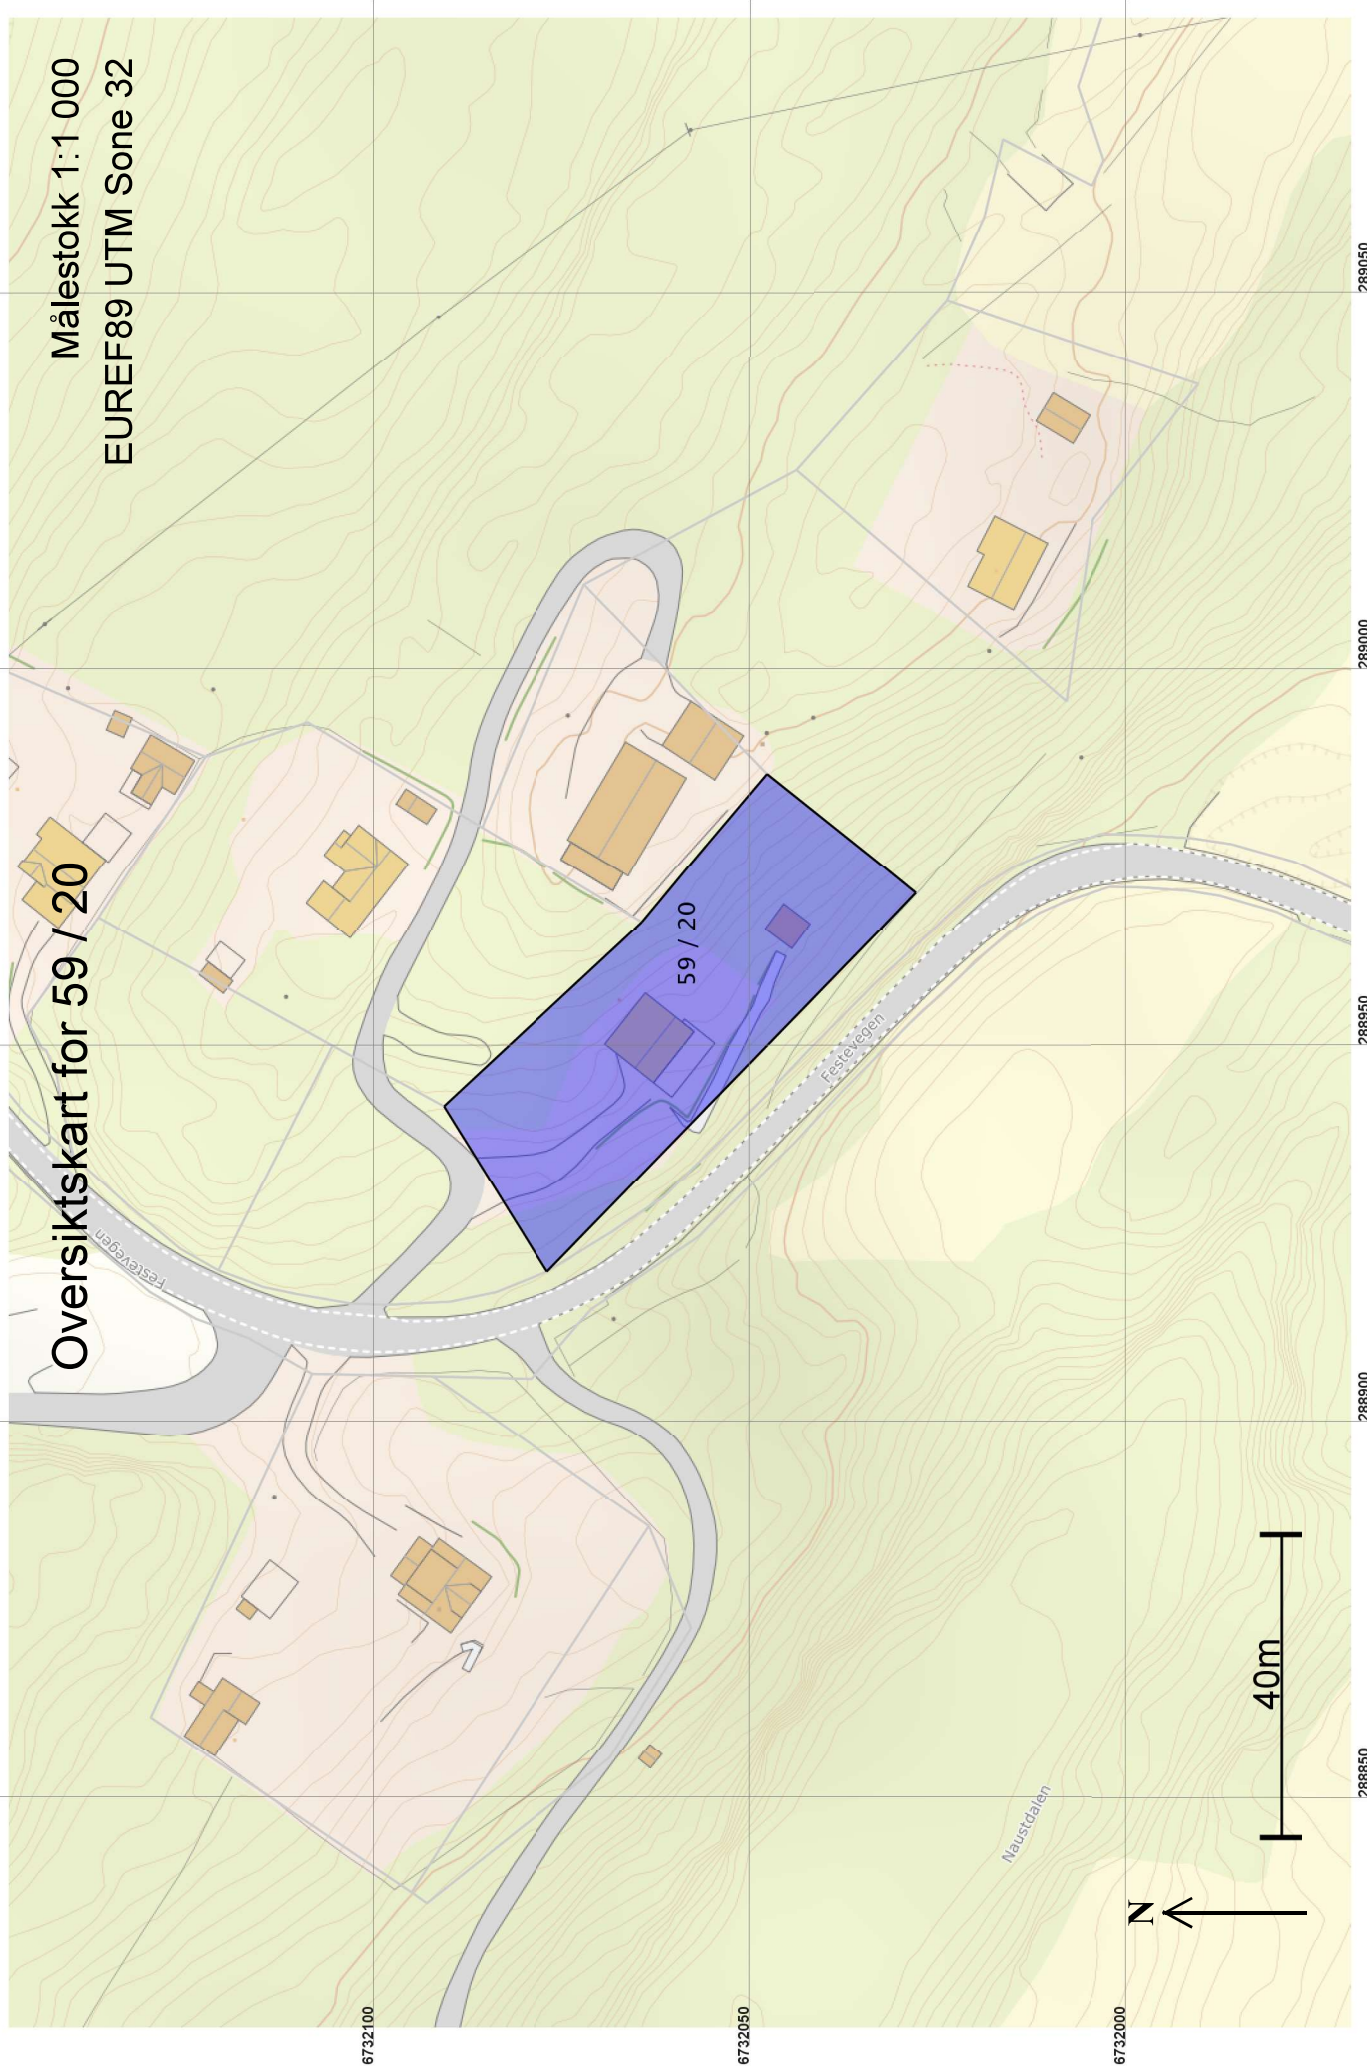 Oversiktskart for 59 / 20
Målestokk 1:1 000
EUREF89 UTM Sone 32
Festevegen
59 / 20
Festevegen
Naustdalen
N
40m
6732100
6732050
6732000
288850
288900
288950
289000
289050